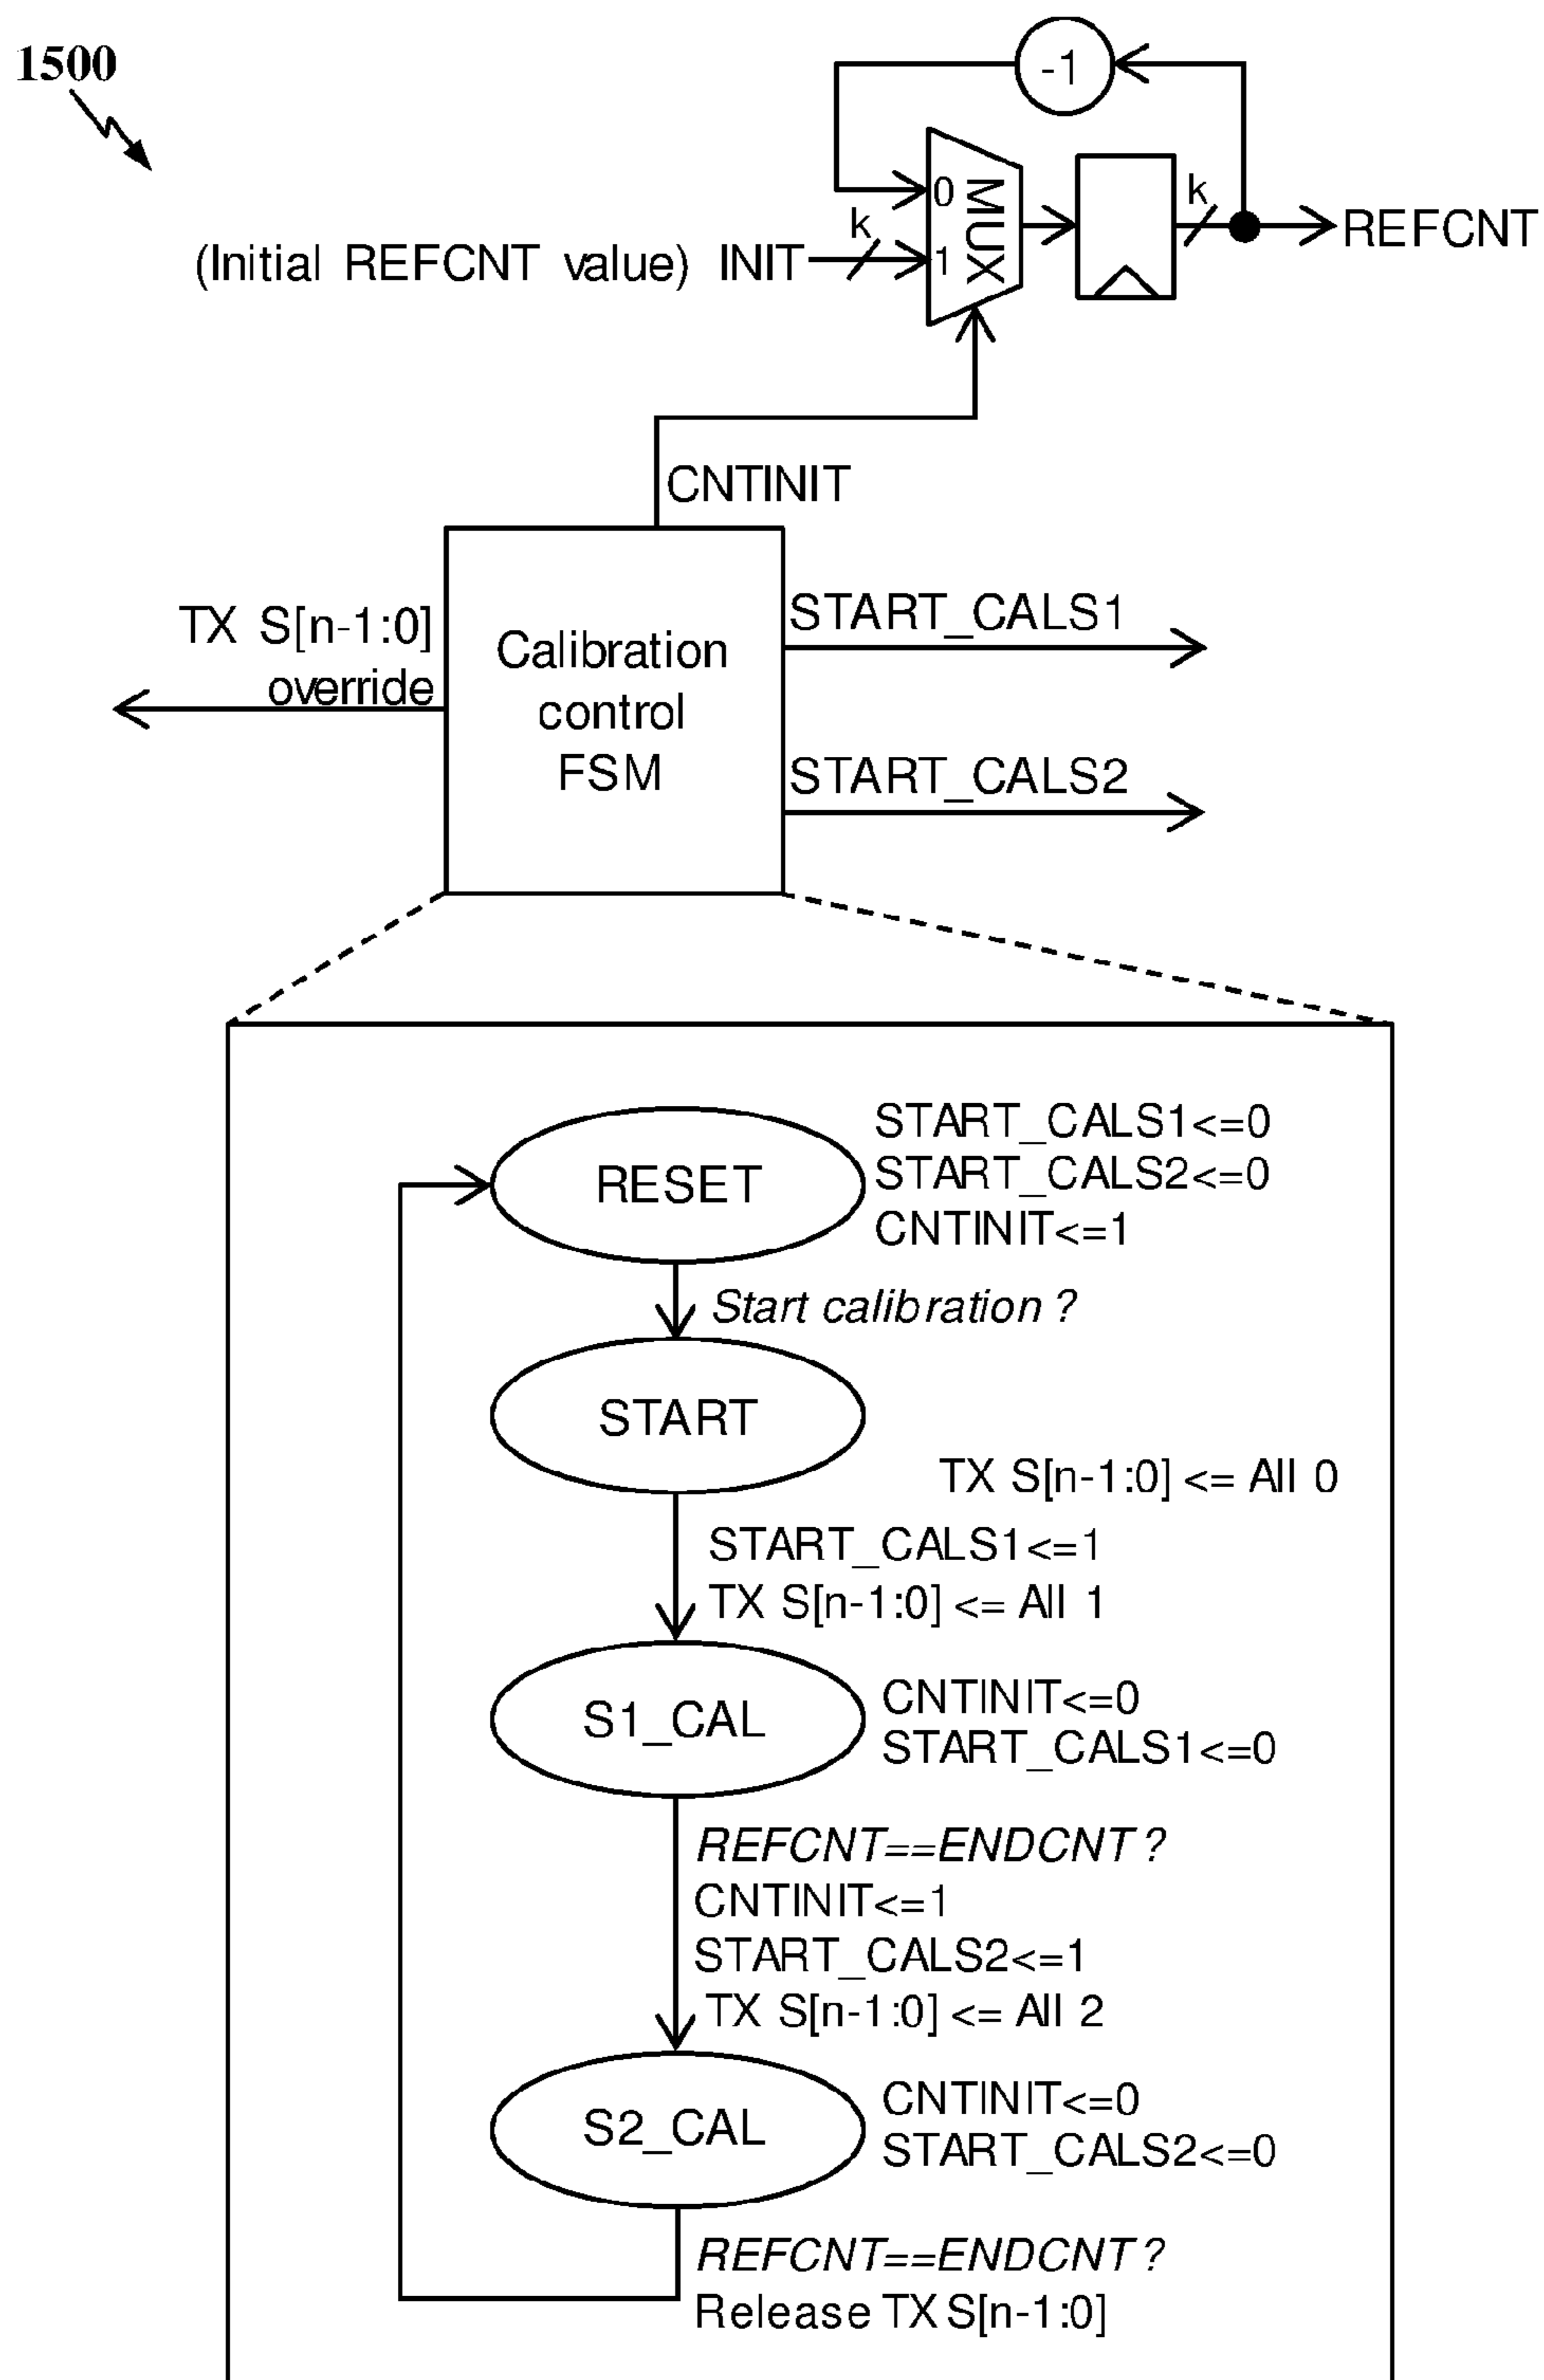 1500
-1
0
MUX
k
REFCNT
k
(Initial REFCNT value) INIT
1
CNTINIT
TX S[n-1:0]
override
Calibration
control
FSM
START_CALS1
START_CALS2
RESET
START_CALS1<=0
START_CALS2<=0
CNTINIT<=1
Start calibration ?
START
TX S[n-1:0] <= All 0
START_CALS1<=1
TX S[n-1:0] <= All 1
S1_CAL
CNTINIT<=0
START_CALS1<=0
REFCNT==ENDCNT ?
CNTINIT<=1
START_CALS2<=1
TX S[n-1:0] <= All 2
S2_CAL
CNTINIT<=0
START_CALS2<=0
REFCNT==ENDCNT ?
Release TX S[n-1:0]